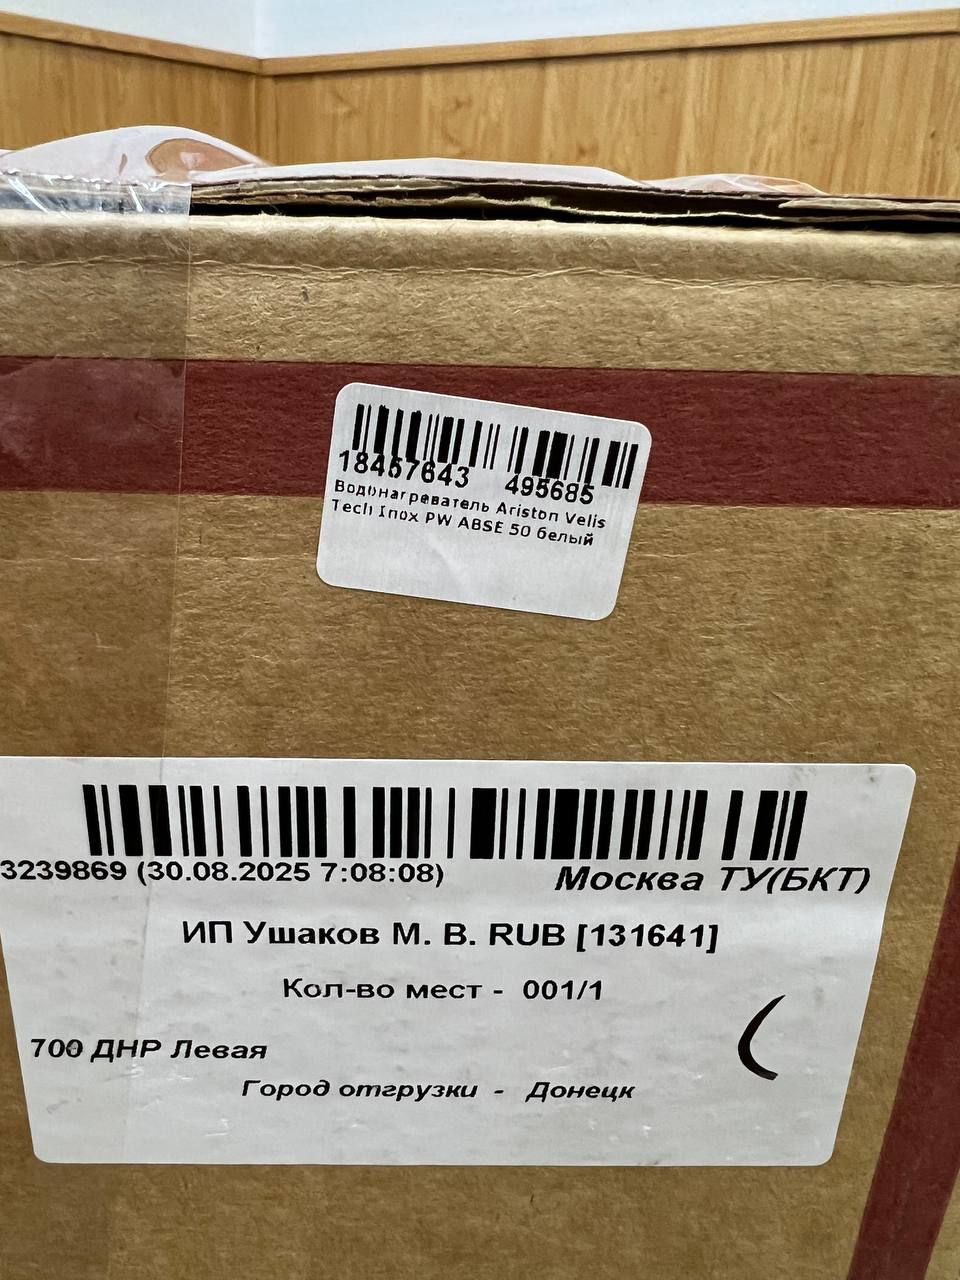 18457643 495685
Водонагреватель Ariston Velis
Tech Inox PW ABSE 50 белый
3239869 (30.08.2025 7:08:08)
Москва ТУ(БКТ)
ИП Ушаков М. В. RUB [131641]
Кол-во мест - 001/1
700 ДНР Левая
Город отгрузки - Донецк